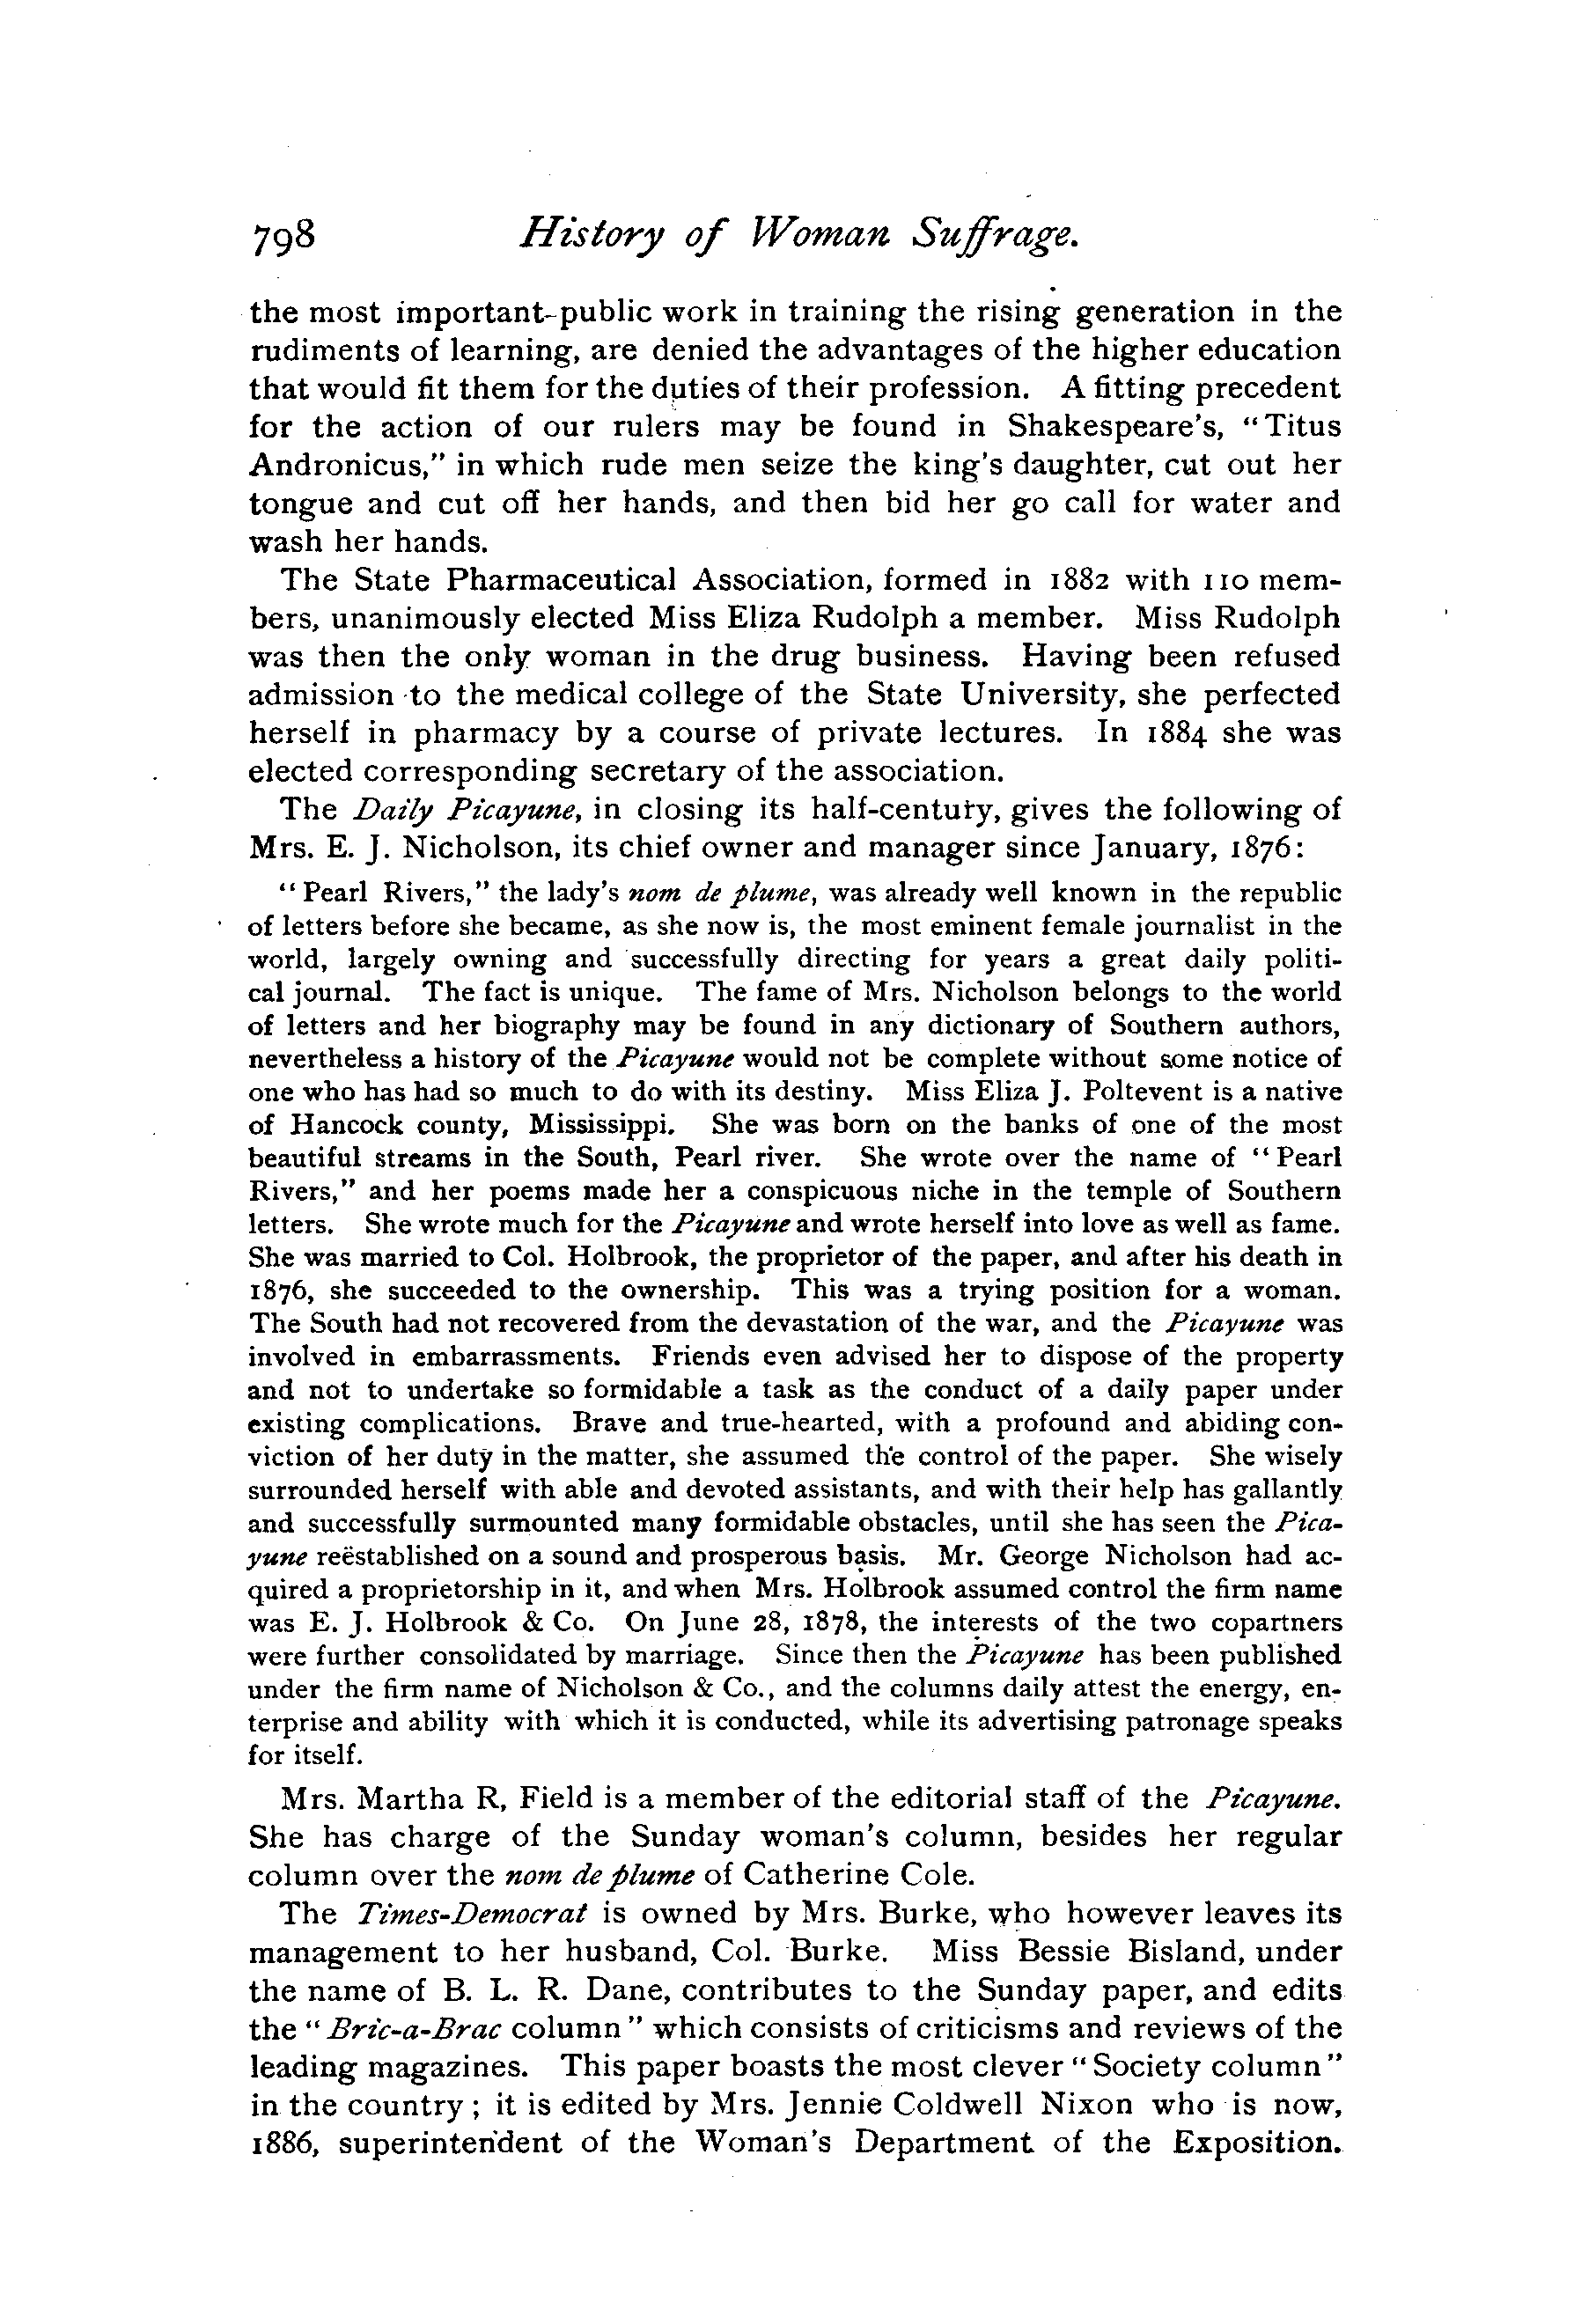 798 History of Woman Suffrage.
the most important public work in training the rising generation in the
rudiments of learning, are denied the advantages of the higher education
that would fit them for the duties of their profession. A fitting precedent
for the action of our rulers may be found in Shakespeare's, "Titus
Andronicus," in which rude men seize the king's daughter, cut out her
tongue and cut off her hands, and then bid her go call for water and
wash her hands.
The State Pharmaceutical Association, formed in 1882 with 110 mem-
bers, unanimously elected Miss Eliza Rudolph a member. Miss Rudolph
was then the only woman in the drug business. Having been refused
admission to the medical college of the State University, she perfected
herself in pharmacy by a course of private lectures. In 1884 she was
elected corresponding secretary of the association.
The Daily Picayune, in closing its half-century, gives the following of
Mrs. E. J. Nicholson, its chief owner and manager since January, 1876:
"Pearl Rivers," the lady's nom de plume, was already well known in the republic
of letters before she became, as she now is, the most eminent female journalist in the
world, largely owning and successfully directing for years a great daily politi-
cal journal. The fact is unique. The fame of Mrs. Nicholson belongs to the world
of letters and her biography may be found in any dictionary of Southern authors,
nevertheless a history of the Picayune would not be complete without some notice of
one who has had so much to do with its destiny. Miss Eliza J. Poltevent is a native
of Hancock county, Mississippi. She was born on the banks of one of the most
beautiful streams in the South, Pearl river. She wrote over the name of "Pearl
Rivers," and her poems made her a conspicuous niche in the temple of Southern
letters. She wrote much for the Picayune and wrote herself into love as well as fame.
She was married to Col. Holbrook, the proprietor of the paper, and after his death in
1876, she succeeded to the ownership. This was a trying position for a woman.
The South had not recovered from the devastation of the war, and the Picayune was
involved in embarrassments. Friends even advised her to dispose of the property
and not to undertake so formidable a task as the conduct of a daily paper under
existing complications. Brave and true-hearted, with a profound and abiding con-
viction of her duty in the matter, she assumed the control of the paper. She wisely
surrounded herself with able and devoted assistants, and with their help has gallantly
and successfully surmounted many formidable obstacles, until she has seen the Pica-
yune reëstablished on a sound and prosperous basis. Mr. George Nicholson had ac-
quired a proprietorship in it, and when Mrs. Holbrook assumed control the firm name
was E. J. Holbrook & Co. On June 28, 1878, the interests of the two copartners
were further consolidated by marriage. Since then the Picayune has been published
under the firm name of Nicholson & Co., and the columns daily attest the energy, en-
terprise and ability with which it is conducted, while its advertising patronage speaks
for itself.
Mrs. Martha R, Field is a member of the editorial staff of the Picayune.
She has charge of the Sunday woman's column, besides her regular
column over the nom de plume of Catherine Cole.
The Times-Democrat is owned by Mrs. Burke, who however leaves its
management to her husband, Col. Burke. Miss Bessie Bisland, under
the name of B. L. R. Dane, contributes to the Sunday paper, and edits
the "Bric-a-Brac column" which consists of criticisms and reviews of the
leading magazines. This paper boasts the most clever "Society column"
in the country; it is edited by Mrs. Jennie Coldwell Nixon who is now,
1886, superintendent of the Woman's Department of the Exposition.